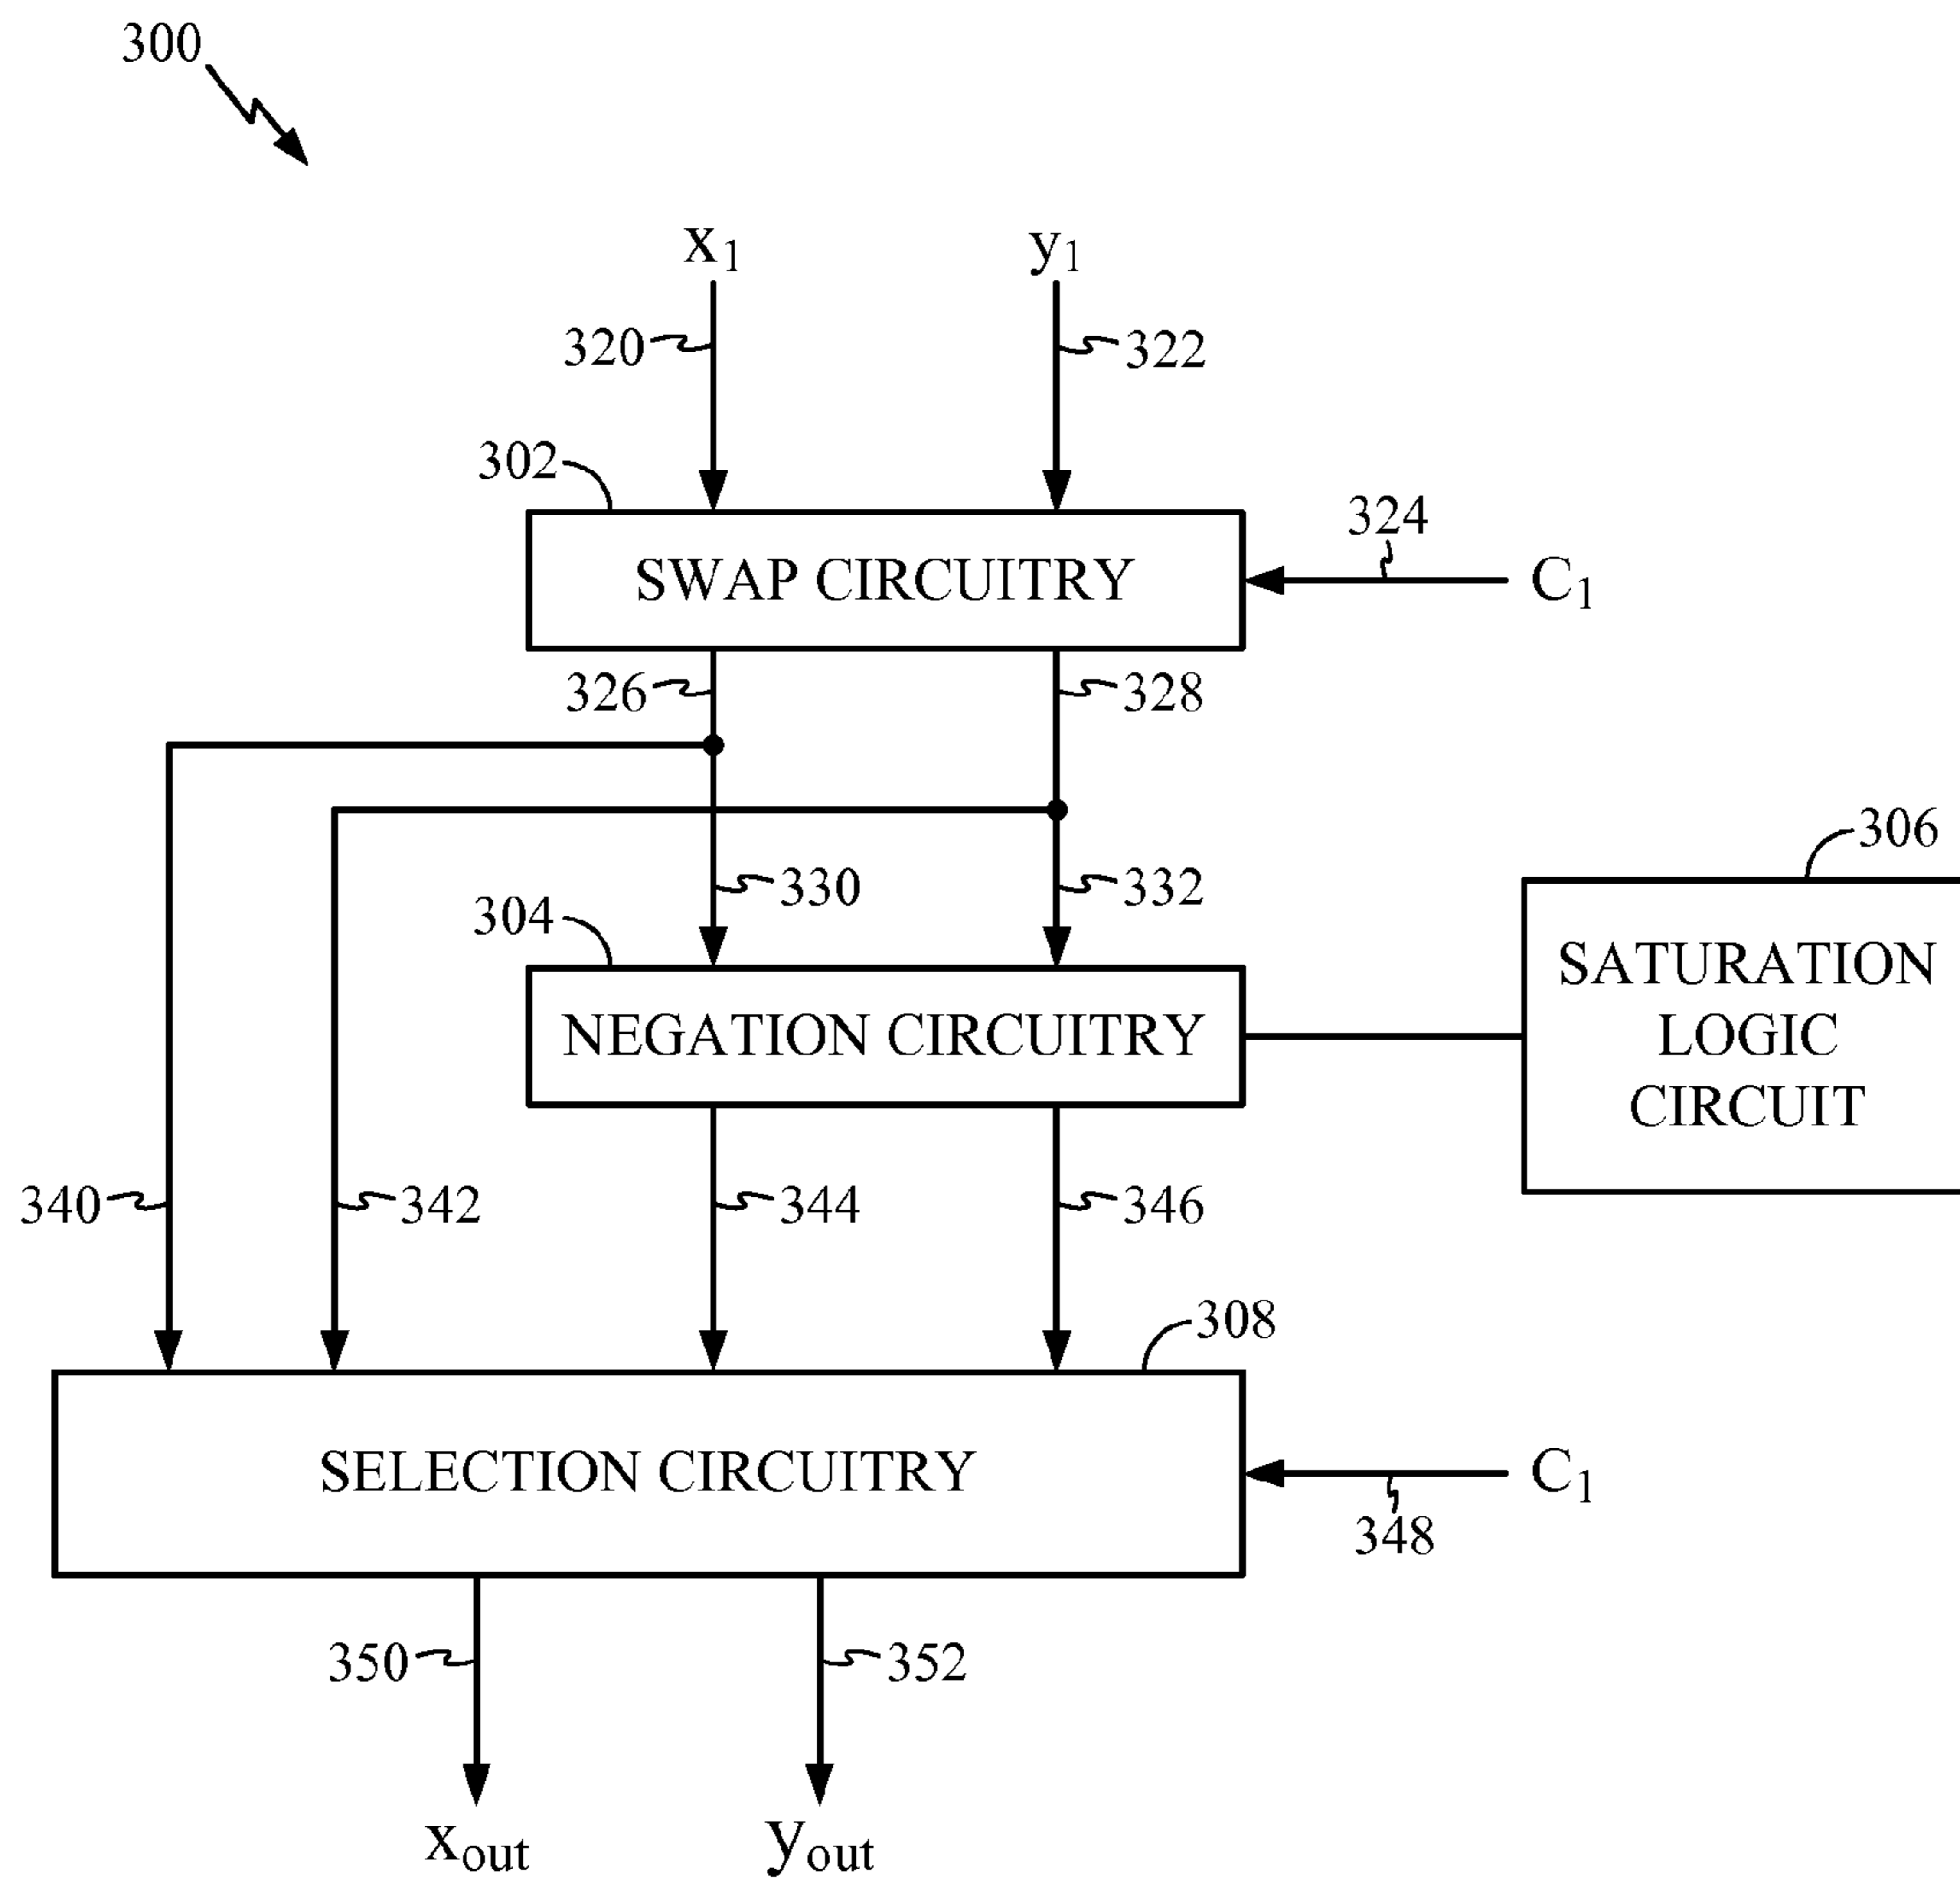 300
x1 y1
320 322
302
324
SWAP CIRCUITRY C1
326 328
306
330 332
304
SATURATION
LOGIC
CIRCUIT
NEGATION CIRCUITRY
340 342 344 346
308
SELECTION CIRCUITRY C1
348
350 352
xout yout